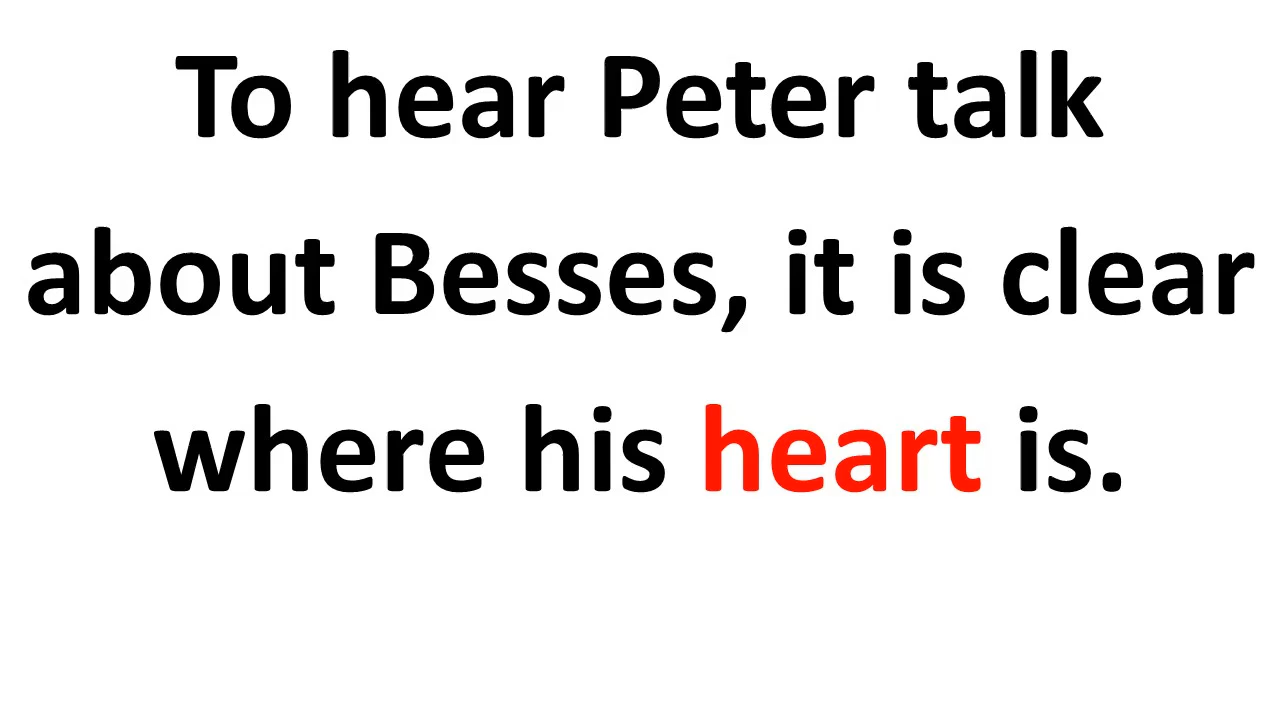 To hear Peter talk
about Besses, it is clear
where his heart is.